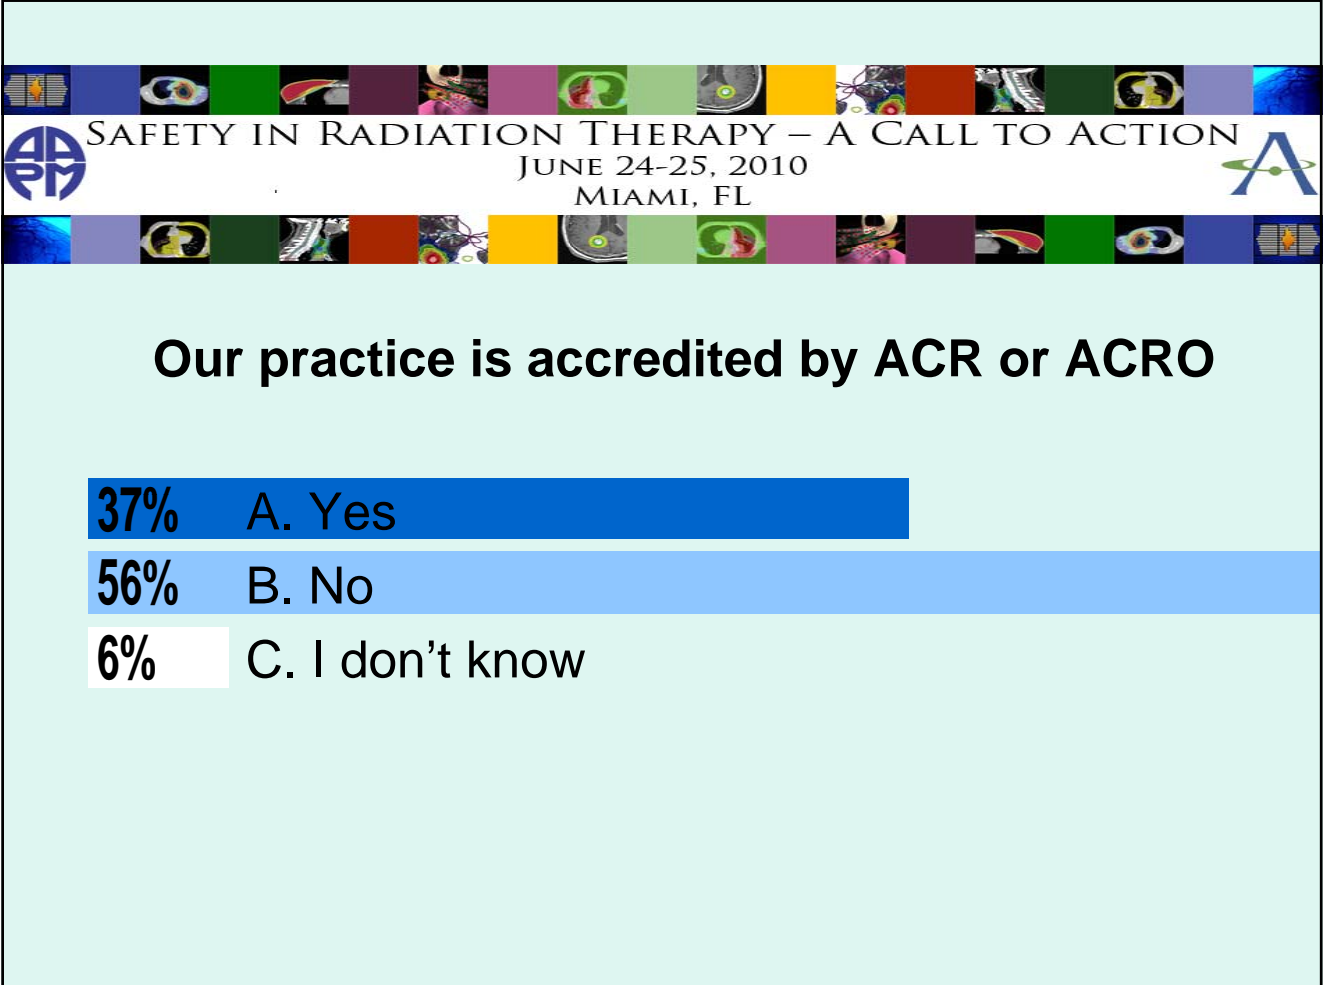 SAFETY IN RADIATION THERAPY – A CALL TO ACTION
JUNE 24-25, 2010
MIAMI, FL
AAPM
Our practice is accredited by ACR or ACRO
37% A. Yes
56% B. No
6% C. I don’t know